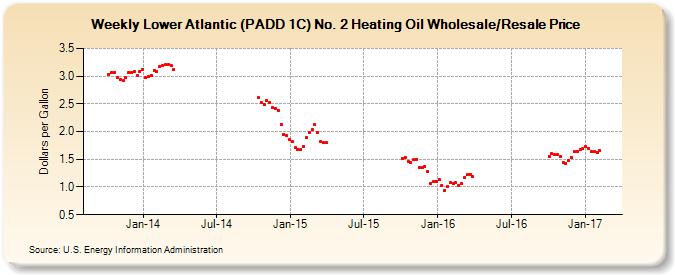 Weekly Lower Atlantic (PADD 1C) No. 2 Heating Oil Wholesale/Resale Price
Dollars per Gallon
3.5
3.0
2.5
2.0
1.5
1.0
0.5
Jan-14
Jul-14
Jan-15
Jul-15
Jan-16
Jul-16
Jan-17
Source: U.S. Energy Information Administration